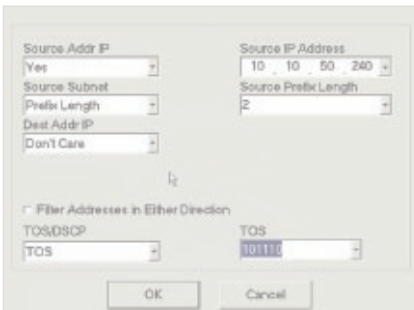 Source Addr IP
Source IP Address
Yes
10 . 10 . 50 . 240
Source Subnet
Source Prefix Length
Prefix Length
2
Dest Addr IP
Don't Care
Filter Addresses in Either Direction
TOS/DSCP
TOS
TOS
101110
OK
Cancel